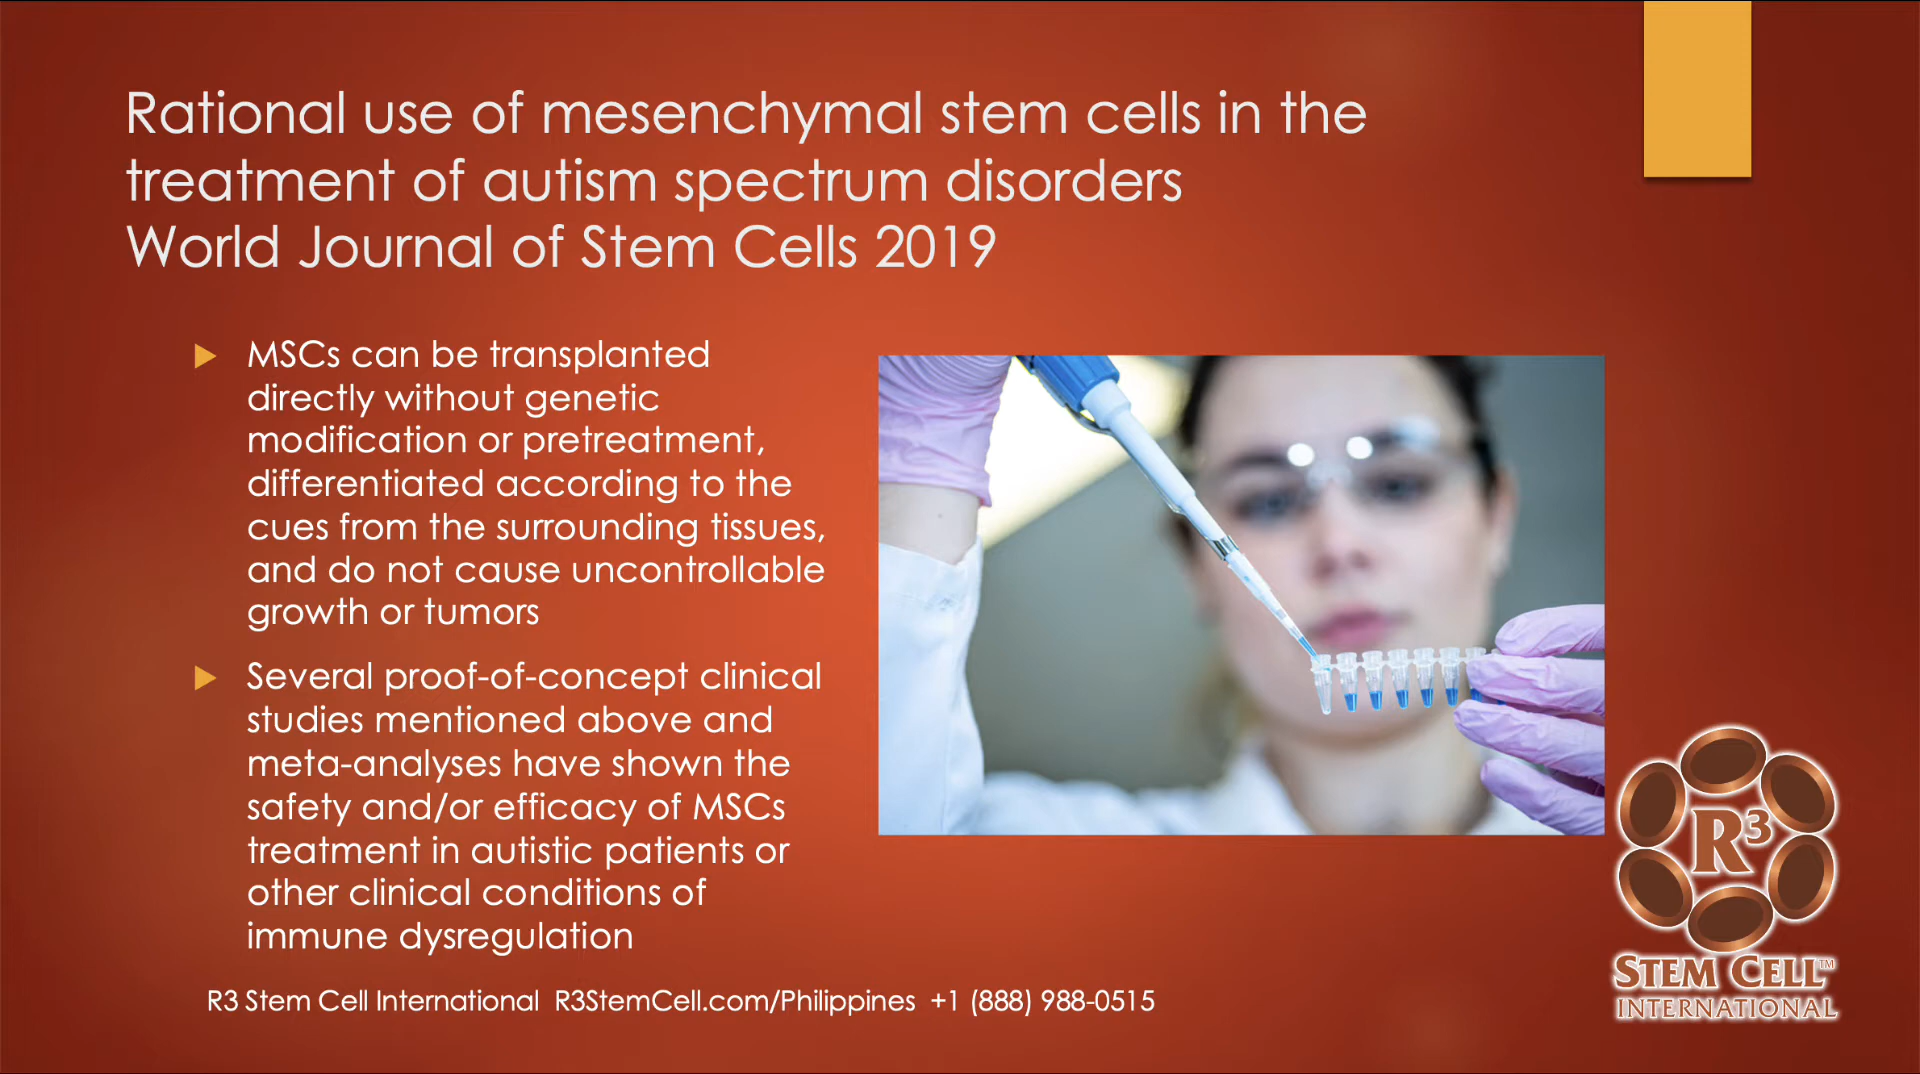 Rational use of mesenchymal stem cells in the
treatment of autism spectrum disorders
World Journal of Stem Cells 2019
MSCs can be transplanted
directly without genetic
modification or pretreatment,
differentiated according to the
cues from the surrounding tissues,
and do not cause uncontrollable
growth or tumors
Several proof-of-concept clinical
studies mentioned above and
meta-analyses have shown the
safety and/or efficacy of MSCs
treatment in autistic patients or
other clinical conditions of
immune dysregulation
R3 Stem Cell International R3StemCell.com/Philippines +1 (888) 988-0515
R³
STEM CELL™
INTERNATIONAL